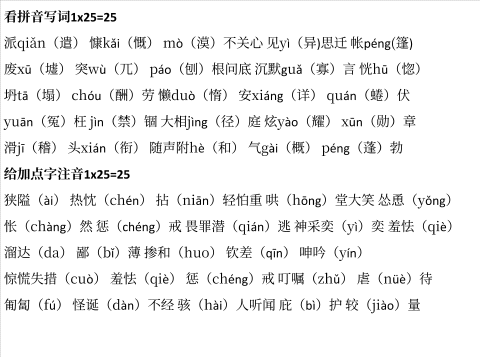 看拼音写词1x25=25
派qiǎn（遣） 慷kǎi（慨） mò（漠）不关心 见yì（异)思迁 帐péng(篷)
废xū（墟） 突wù（兀） páo（刨）根问底 沉默guǎ（寡）言 恍hū（惚）
坍tā（塌） chóu（酬）劳 懒duò（惰） 安xiáng（详） quán（蜷）伏
yuān（冤）枉 jìn（禁）锢 大相jìng（径）庭 炫yào（耀） xūn（勋）章
滑jī（稽） 头xián（衔） 随声附hè（和） 气gài（概） péng（蓬）勃
给加点字注音1x25=25
狭隘（ài） 热忱（chén） 拈（niān）轻怕重 哄（hōng）堂大笑 怂恿（yǒng）
怅（chàng）然 惩（chéng）戒 畏罪潜（qián）逃 神采奕（yì）奕 羞怯（qiè）
溜达（da） 鄙（bǐ）薄 掺和（huo） 钦差（qīn） 呻吟（yín）
惊慌失措（cuò） 羞怯（qiè） 惩（chéng）戒 叮嘱（zhǔ） 虐（nüè）待
匍匐（fú） 怪诞（dàn）不经 骇（hài）人听闻 庇（bì）护 较（jiào）量